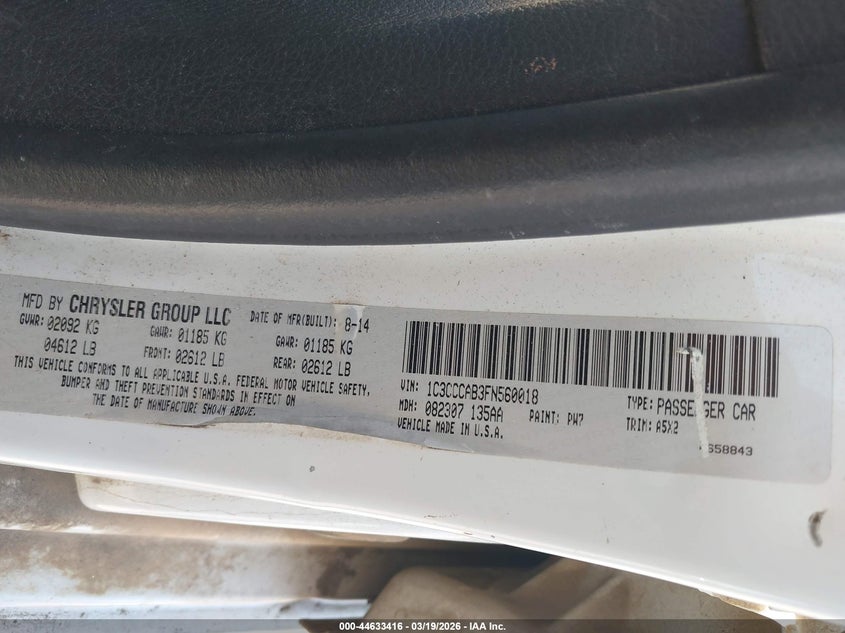 MFD BY CHRYSLER GROUP LLC
DATE OF MFR(BUILT): 8-14
GVWR: 02092 KG
GAWR: 01185 KG
GAWR: 01185 KG
04612 LB
FRONT: 02612 LB
REAR: 02612 LB
THIS VEHICLE CONFORMS TO ALL APPLICABLE U.S.A. FEDERAL MOTOR VEHICLE SAFETY,
BUMPER AND THEFT PREVENTION STANDARDS IN EFFECT ON
THE DATE OF MANUFACTURE SHOWN ABOVE.
VIN: 1C3CCCAB3FN560018
TYPE: PASSENGER CAR
MDH: 082307 135AA
PAINT: PW7
TRIM: A5X2
VEHICLE MADE IN U.S.A.
000-44633416 - 03/19/2026 - IAA Inc.